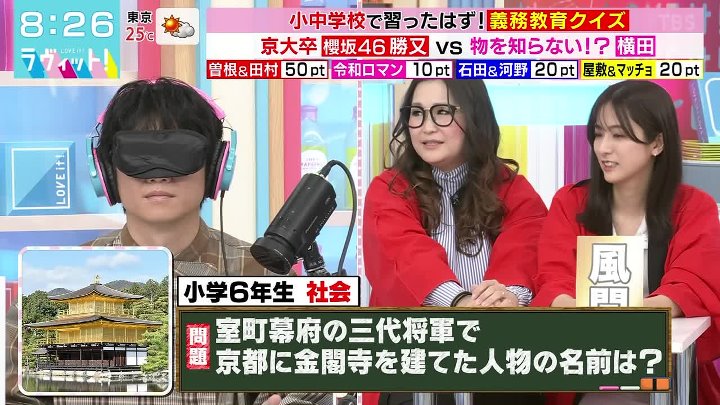 8:26
東京
25℃
LOVE it!
ラヴィット!
小中学校で習ったはず!義務教育クイズ
TBS
京大卒 櫻坂46 勝又 VS 物を知らない!? 横田
曽根&田村 50pt 令和ロマン 10pt 石田&河野 20pt 屋敷&マッチョ 20pt
LOVE it!
小学6年生 社会
問題
室町幕府の三代将軍で
京都に金閣寺を建てた人物の名前は?